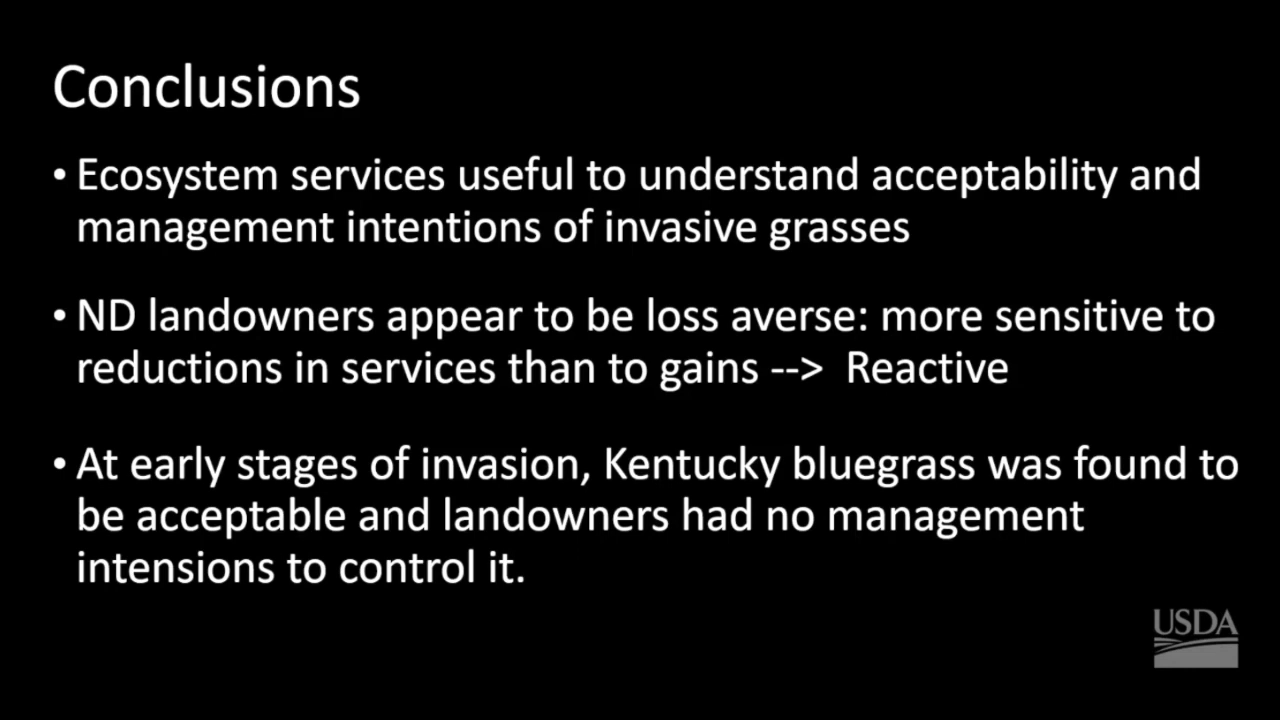 Conclusions
• Ecosystem services useful to understand acceptability and
management intentions of invasive grasses
• ND landowners appear to be loss averse: more sensitive to
reductions in services than to gains --> Reactive
• At early stages of invasion, Kentucky bluegrass was found to
be acceptable and landowners had no management
intensions to control it.
USDA